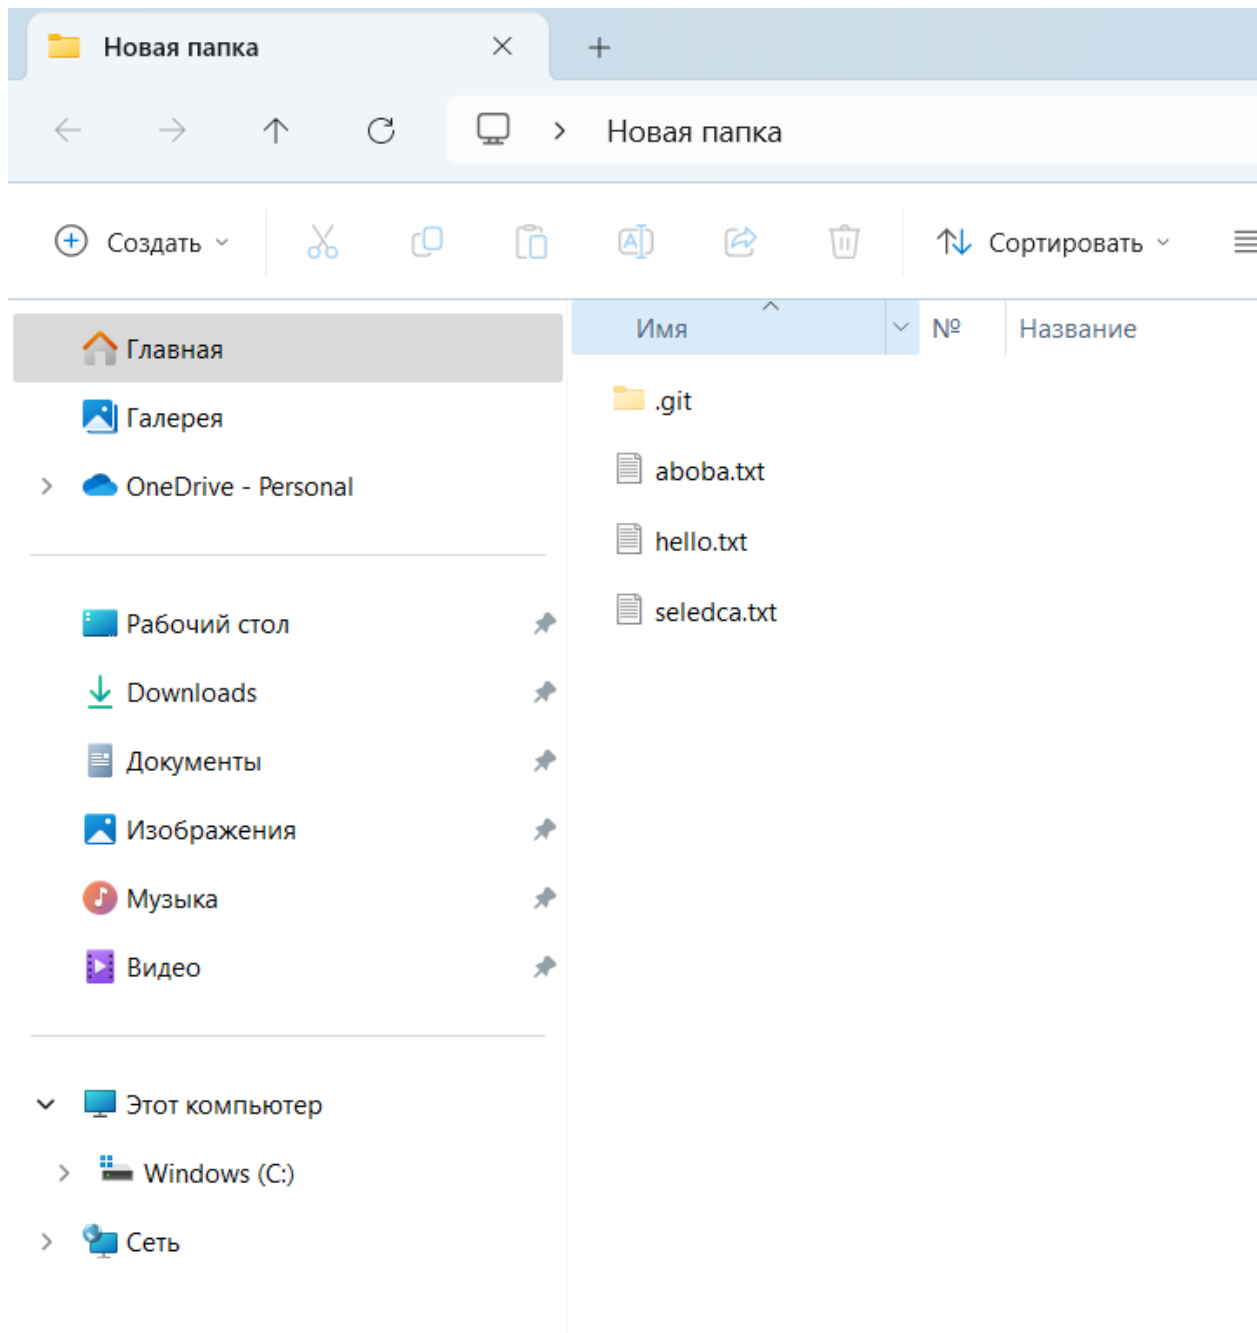 Новая папка
Новая папка
Создать
Сортировать
Имя № Название
Главная
Галерея
OneDrive - Personal
Рабочий стол
Downloads
Документы
Изображения
Музыка
Видео
Этот компьютер
Windows (C:)
Сеть
.git
aboba.txt
hello.txt
seledca.txt